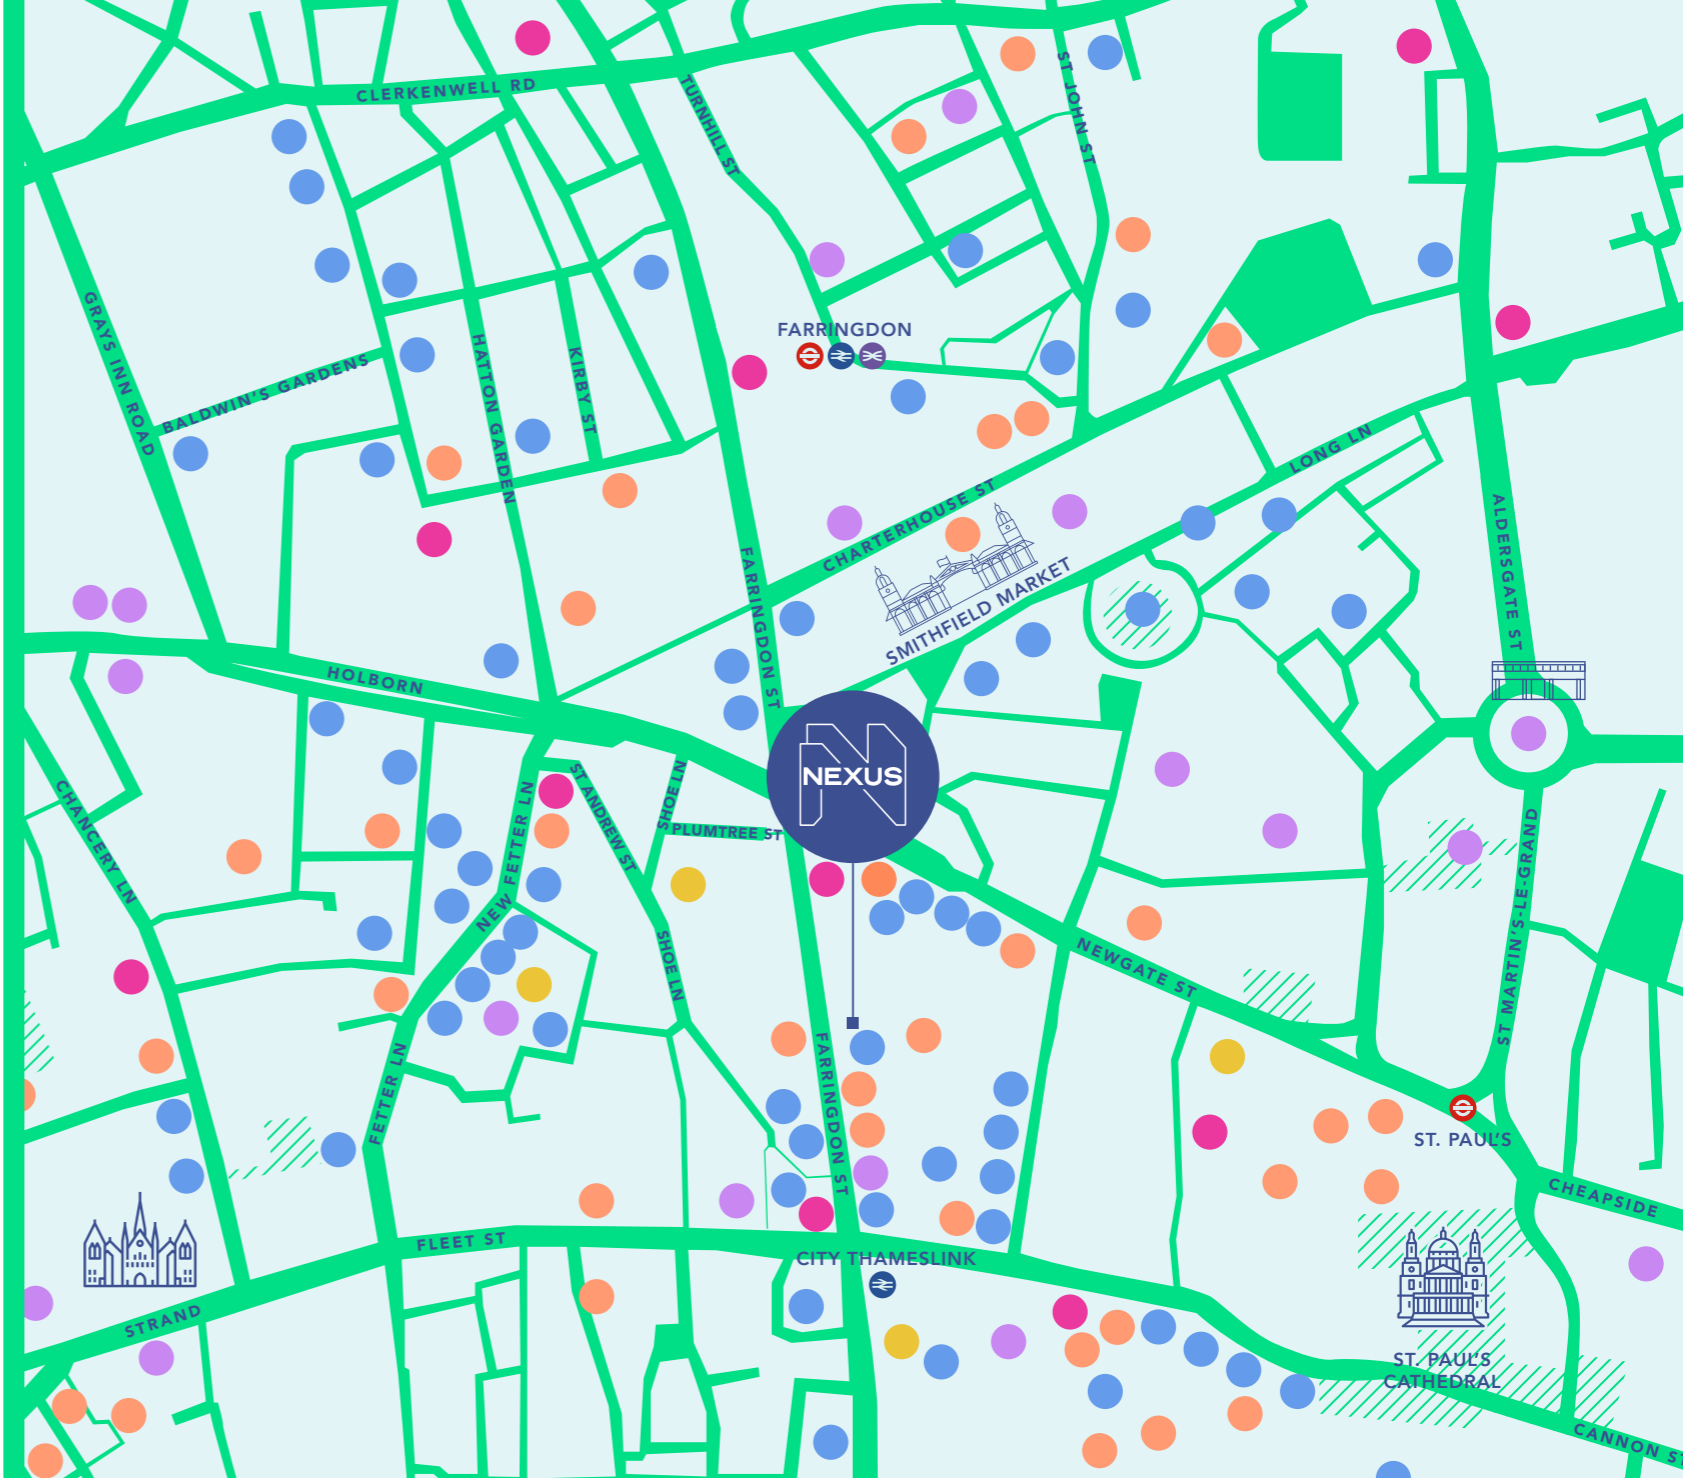 CLERKENWELL RD
TURNHILL ST
ST JOHN ST
GRAYS INN ROAD
BALDWIN'S GARDENS
HATTON GARDEN
KIRBY ST
FARRINGDON
CHARTERHOUSE ST
LONG LN
SMITHFIELD MARKET
ALDERSGATE ST
FARRINGDON ST
HOLBORN
NEXUS
CHANCERY LN
NEW FETTER LN
ST ANDREW ST
SHOE LN
PLUMTREE ST
SHOE LN
NEWGATE ST
ST MARTIN'S-LE-GRAND
FETTER LN
FARRINGDON ST
ST. PAUL'S
CHEAPSIDE
FLEET ST
CITY THAMESLINK
STRAND
ST. PAUL'S
CATHEDRAL
CANNON ST